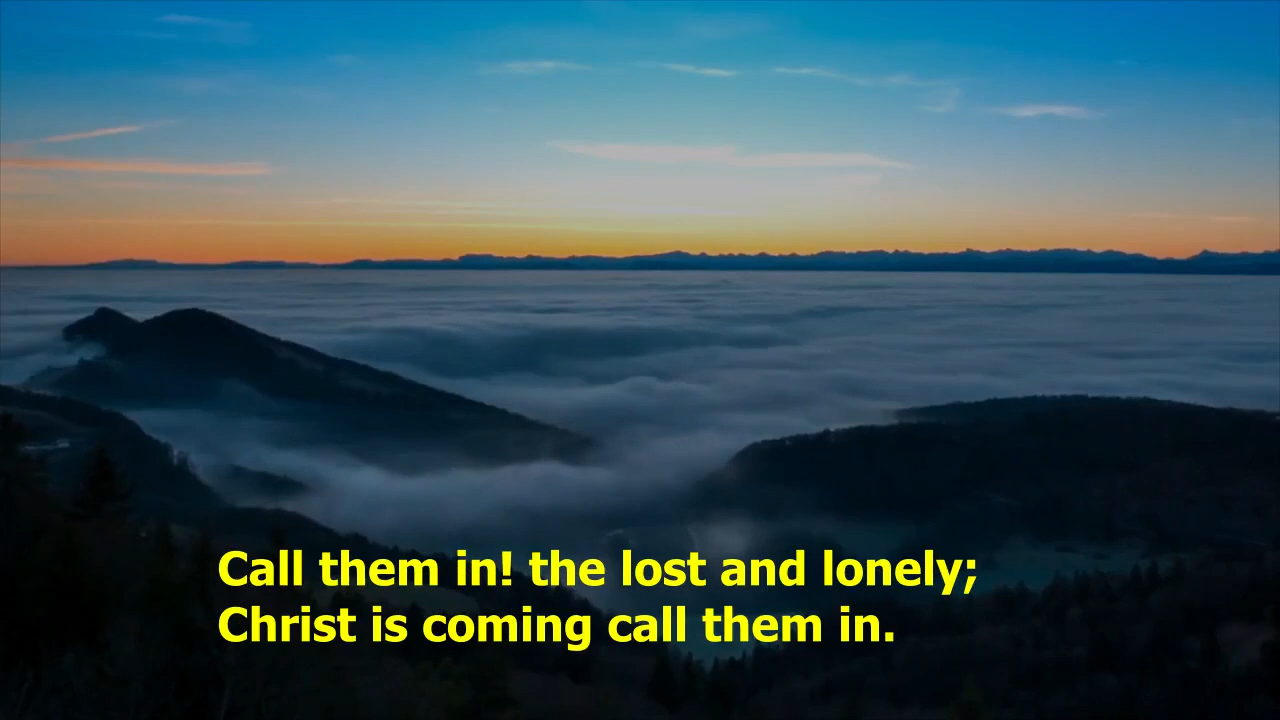 Call them in! the lost and lonely;
Christ is coming call them in.